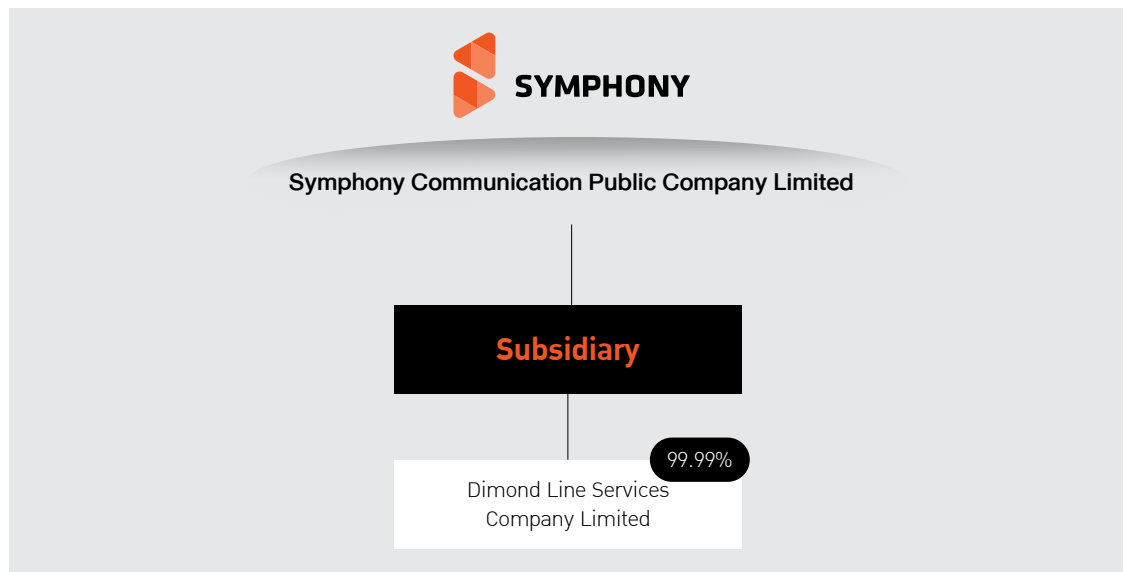 SYMPHONY
Symphony Communication Public Company Limited
Subsidiary
99.99%
Dimond Line Services
Company Limited